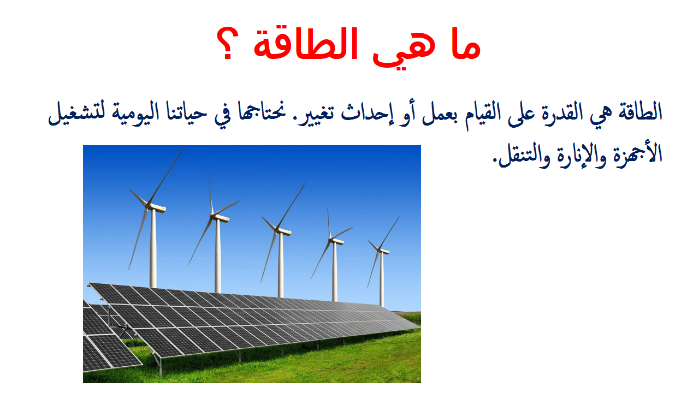 ما هي الطاقة ؟
الطاقة هي القدرة على القيام بعمل أو إحداث تغيير. نحتاجها في حياتنا اليومية لتشغيل
الأجهزة والإنارة والتنقل.